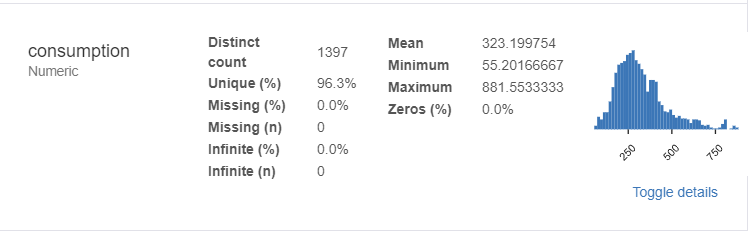 consumption
Numeric
Distinct count 1397
Unique (%) 96.3%
Missing (%) 0.0%
Missing (n) 0
Infinite (%) 0.0%
Infinite (n) 0
Mean 323.199754
Minimum 55.20166667
Maximum 881.5533333
Zeros (%) 0.0%
250 500 750
Toggle details